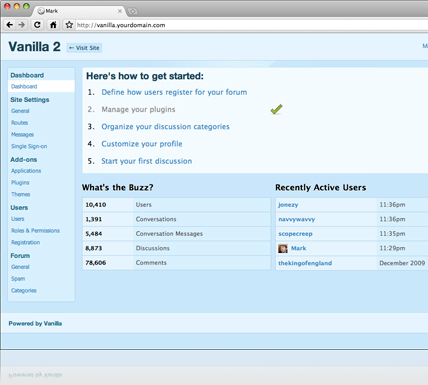 Mark
http://vanilla.yourdomain.com
Vanilla 2
← Visit Site
Dashboard
Dashboard
Site Settings
General
Routes
Messages
Single Sign-on
Add-ons
Applications
Plugins
Themes
Users
Users
Roles & Permissions
Registration
Forum
General
Spam
Categories
Here's how to get started:
1. Define how users register for your forum
2. Manage your plugins
3. Organize your discussion categories
4. Customize your profile
5. Start your first discussion
What's the Buzz?
10,410 Users
1,391 Conversations
5,484 Conversation Messages
8,873 Discussions
78,606 Comments
Recently Active Users
jonezy 11:36pm
navvywavvy 11:36pm
scopecreep 11:35pm
Mark 11:29pm
thekingofengland December 2009
Powered by Vanilla